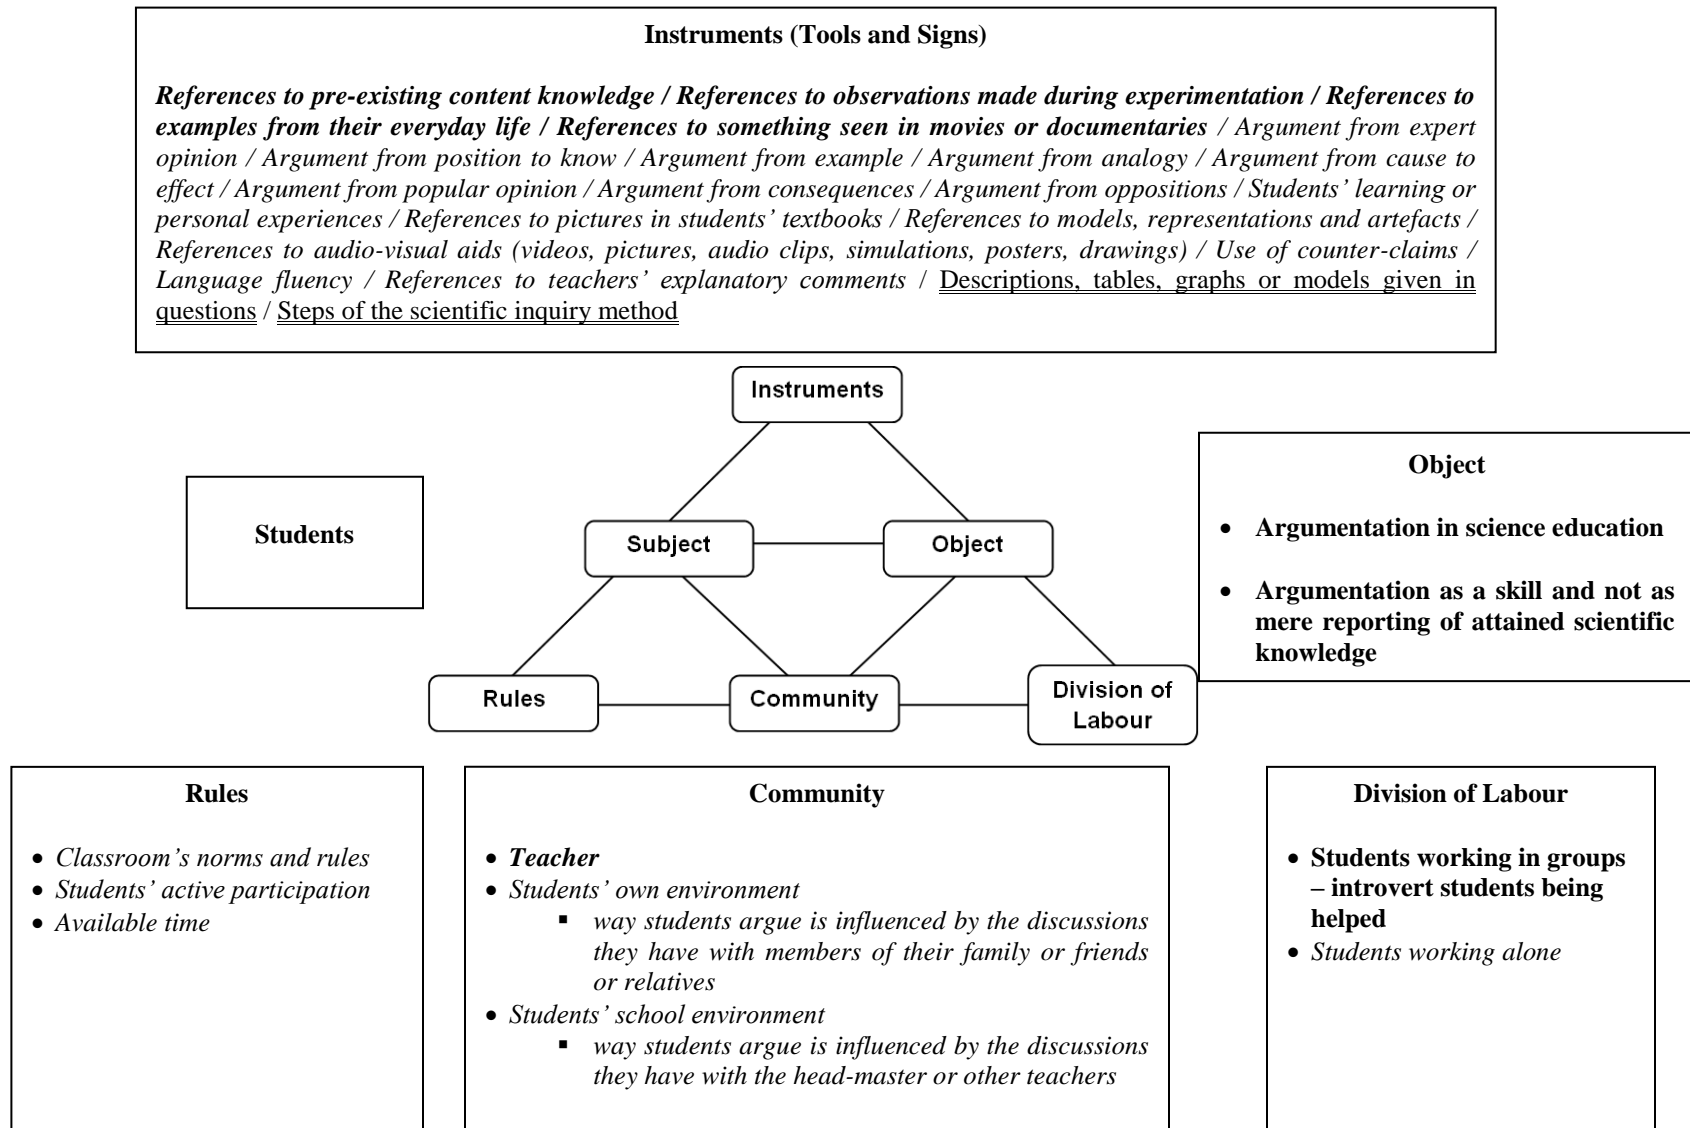 Instruments (Tools and Signs)
References to pre-existing content knowledge / References to observations made during experimentation / References to
examples from their everyday life / References to something seen in movies or documentaries / Argument from expert
opinion / Argument from position to know / Argument from example / Argument from analogy / Argument from cause to
effect / Argument from popular opinion / Argument from consequences / Argument from oppositions / Students' learning or
personal experiences / References to pictures in students' textbooks / References to models, representations and artefacts /
References to audio-visual aids (videos, pictures, audio clips, simulations, posters, drawings) / Use of counter-claims /
Language fluency / References to teachers' explanatory comments / Descriptions, tables, graphs or models given in
questions / Steps of the scientific inquiry method
Instruments
Students
Subject
Object
Rules
Community
Division of
Labour
Object
• Argumentation in science education
• Argumentation as a skill and not as
mere reporting of attained scientific
knowledge
Rules
• Classroom's norms and rules
• Students' active participation
• Available time
Community
• Teacher
• Students' own environment
▪ way students argue is influenced by the discussions
they have with members of their family or friends
or relatives
• Students' school environment
▪ way students argue is influenced by the discussions
they have with the head-master or other teachers
Division of Labour
• Students working in groups
– introvert students being
helped
• Students working alone